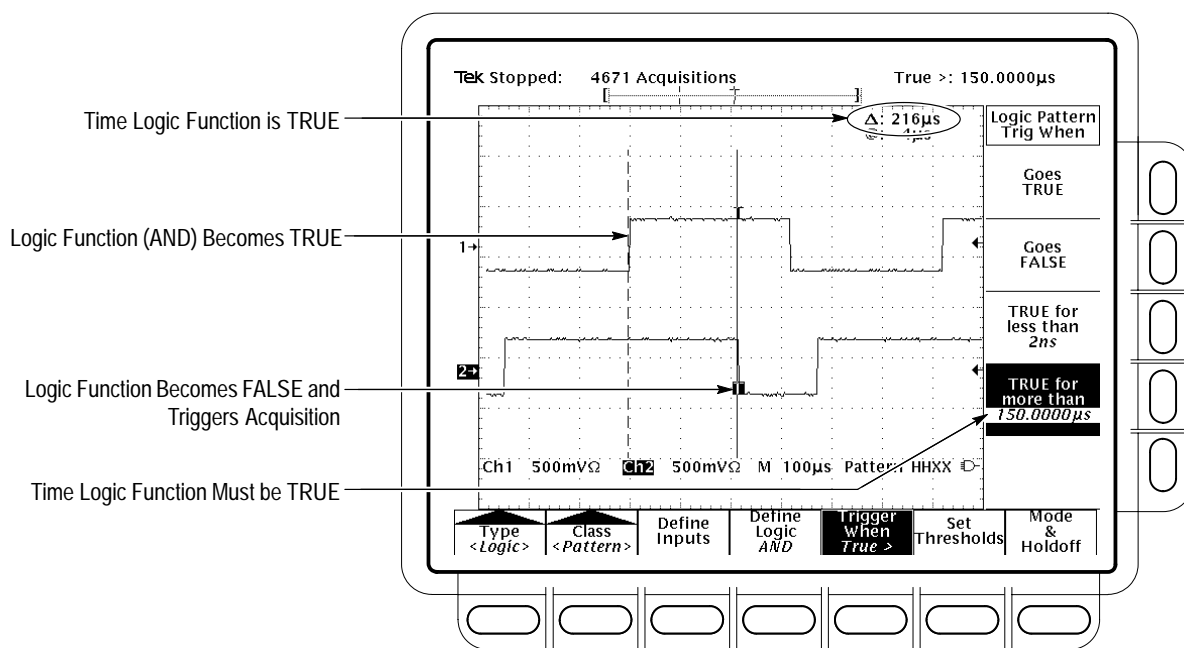 Tek Stopped: 4671 Acquisitions True >: 150.0000µs
Time Logic Function is TRUE
Δ: 216µs
Logic Pattern
Trig When
Goes
TRUE
Logic Function (AND) Becomes TRUE
1→
Goes
FALSE
TRUE for
less than
2ns
2→
Logic Function Becomes FALSE and
Triggers Acquisition
TRUE for
more than
150.0000µs
Ch1 500mVΩ Ch2 500mVΩ M 100µs Pattern HHXX
Time Logic Function Must be TRUE
Type
<Logic>
Class
<Pattern>
Define
Inputs
Define
Logic
AND
Trigger
When
True >
Set
Thresholds
Mode
&
Holdoff